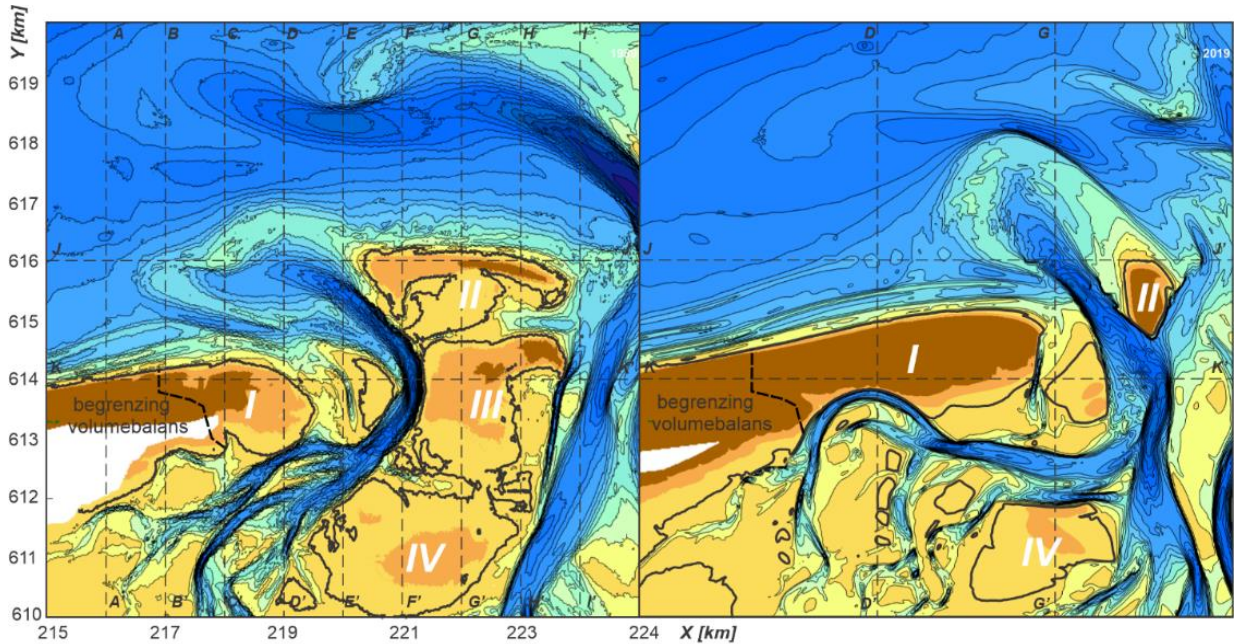 Y [km]
A B C D E F G H I
D G
2019
619
618
617
616
615
614
613
612
611
610
J
J
J'
K
K
K
II
I
III
IV
II
I
IV
begrenzing
volumebalans
begrenzing
volumebalans
A' B' D' E' F' G' I'
D' G'
215 217 219 221 223 224 X [km]